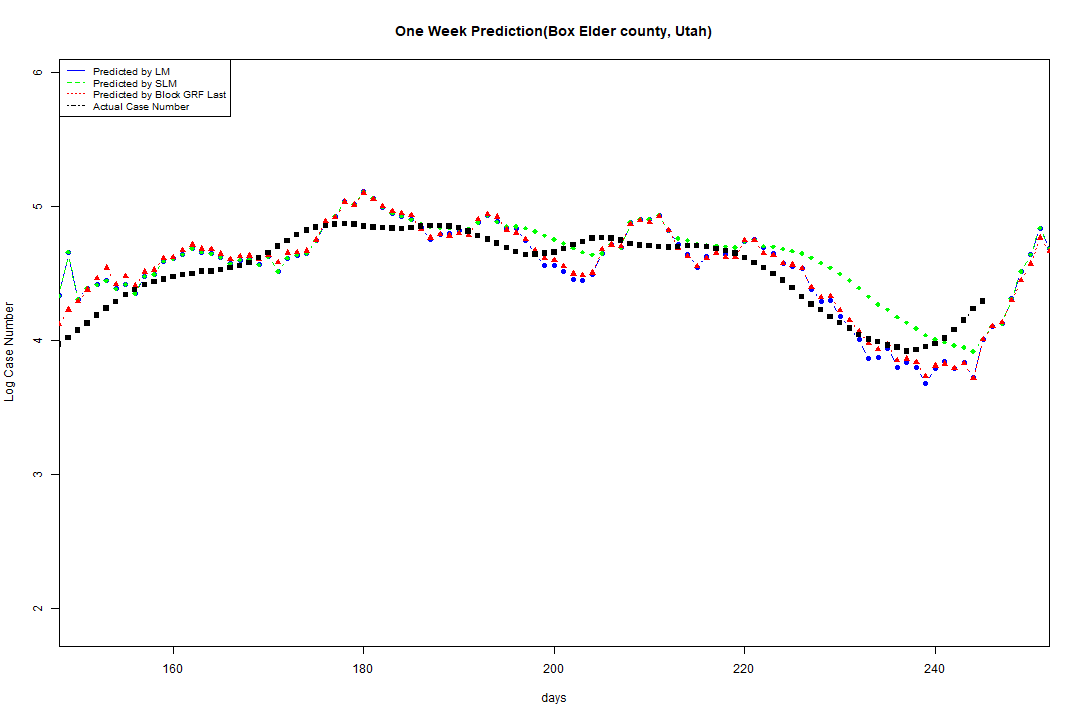 One Week Prediction(Box Elder county, Utah)
Predicted by LM
Predicted by SLM
Predicted by Block GRF Last
Actual Case Number
Log Case Number
6
5
4
3
2
160 180 200 220 240
days